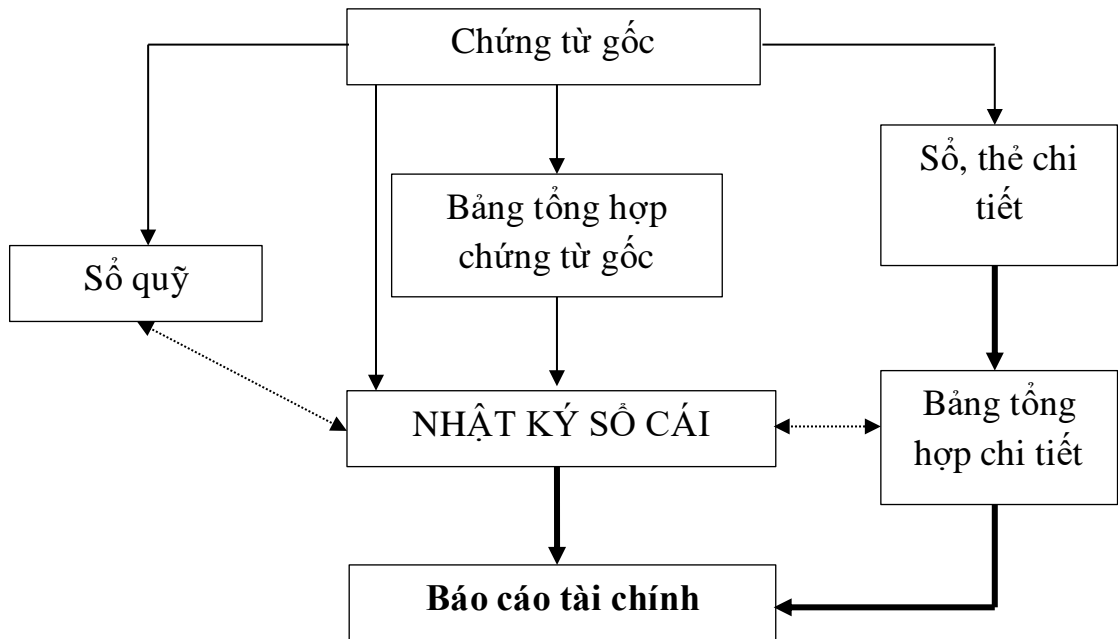 Chứng từ gốc
Sổ, thẻ chi
tiết
Bảng tổng hợp
chứng từ gốc
Sổ quỹ
NHẬT KÝ SỔ CÁI
Bảng tổng
hợp chi tiết
Báo cáo tài chính